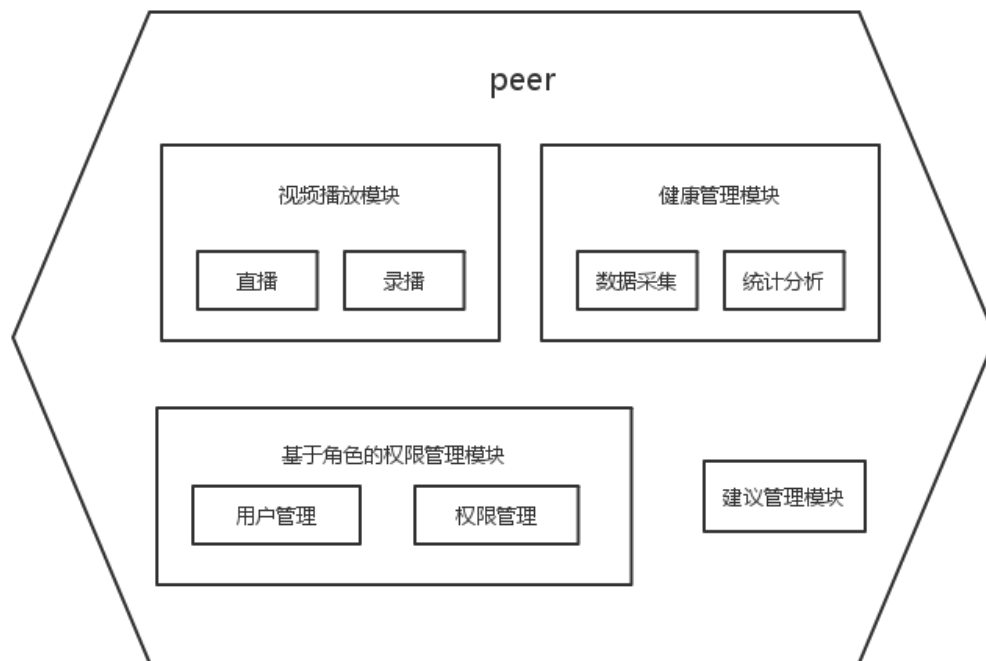 peer
视频播放模块
直播
录播
健康管理模块
数据采集
统计分析
基于角色的权限管理模块
用户管理
权限管理
建议管理模块